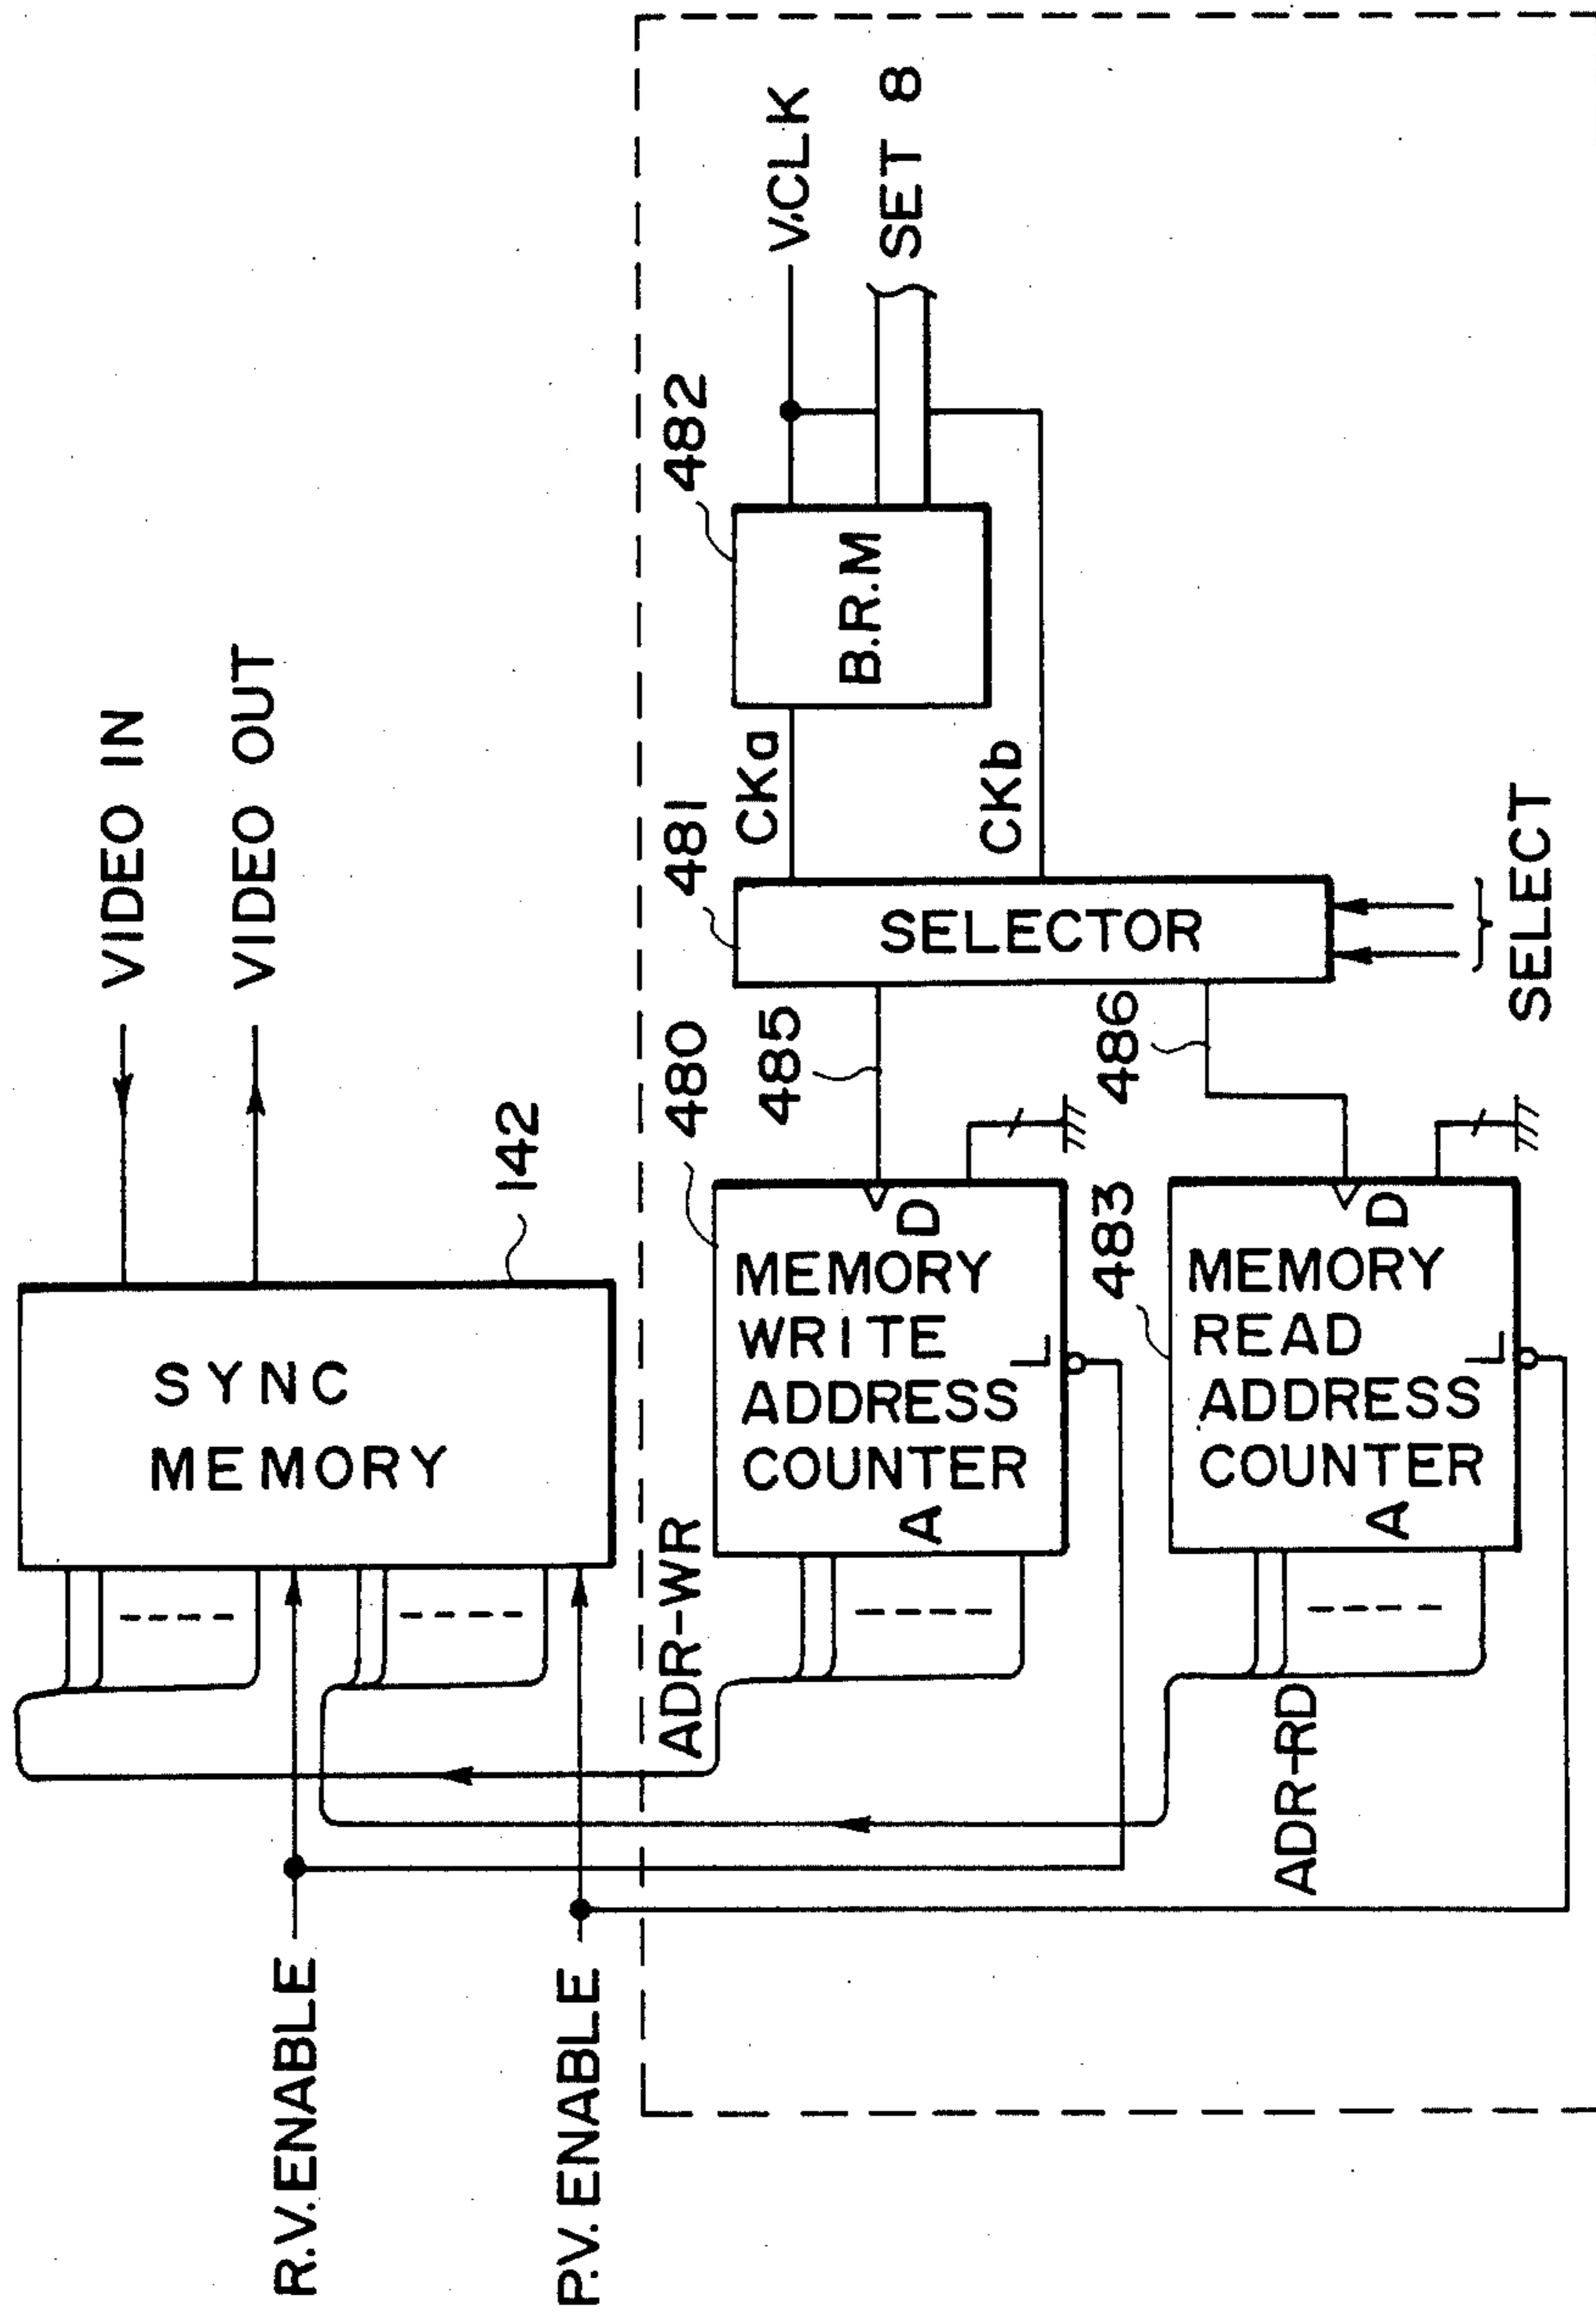 VIDEO IN
VIDEO OUT
142
SYNC
MEMORY
R.V.ENABLE
P.V.ENABLE
V.CLK
SET 8
482
B.R.M
CKa
CKb
481
SELECTOR
SELECT
485
486
480
D
MEMORY
WRITE
ADDRESS
COUNTER
L
A
ADR-WR
483
D
MEMORY
READ
ADDRESS
COUNTER
L
A
ADR-RD